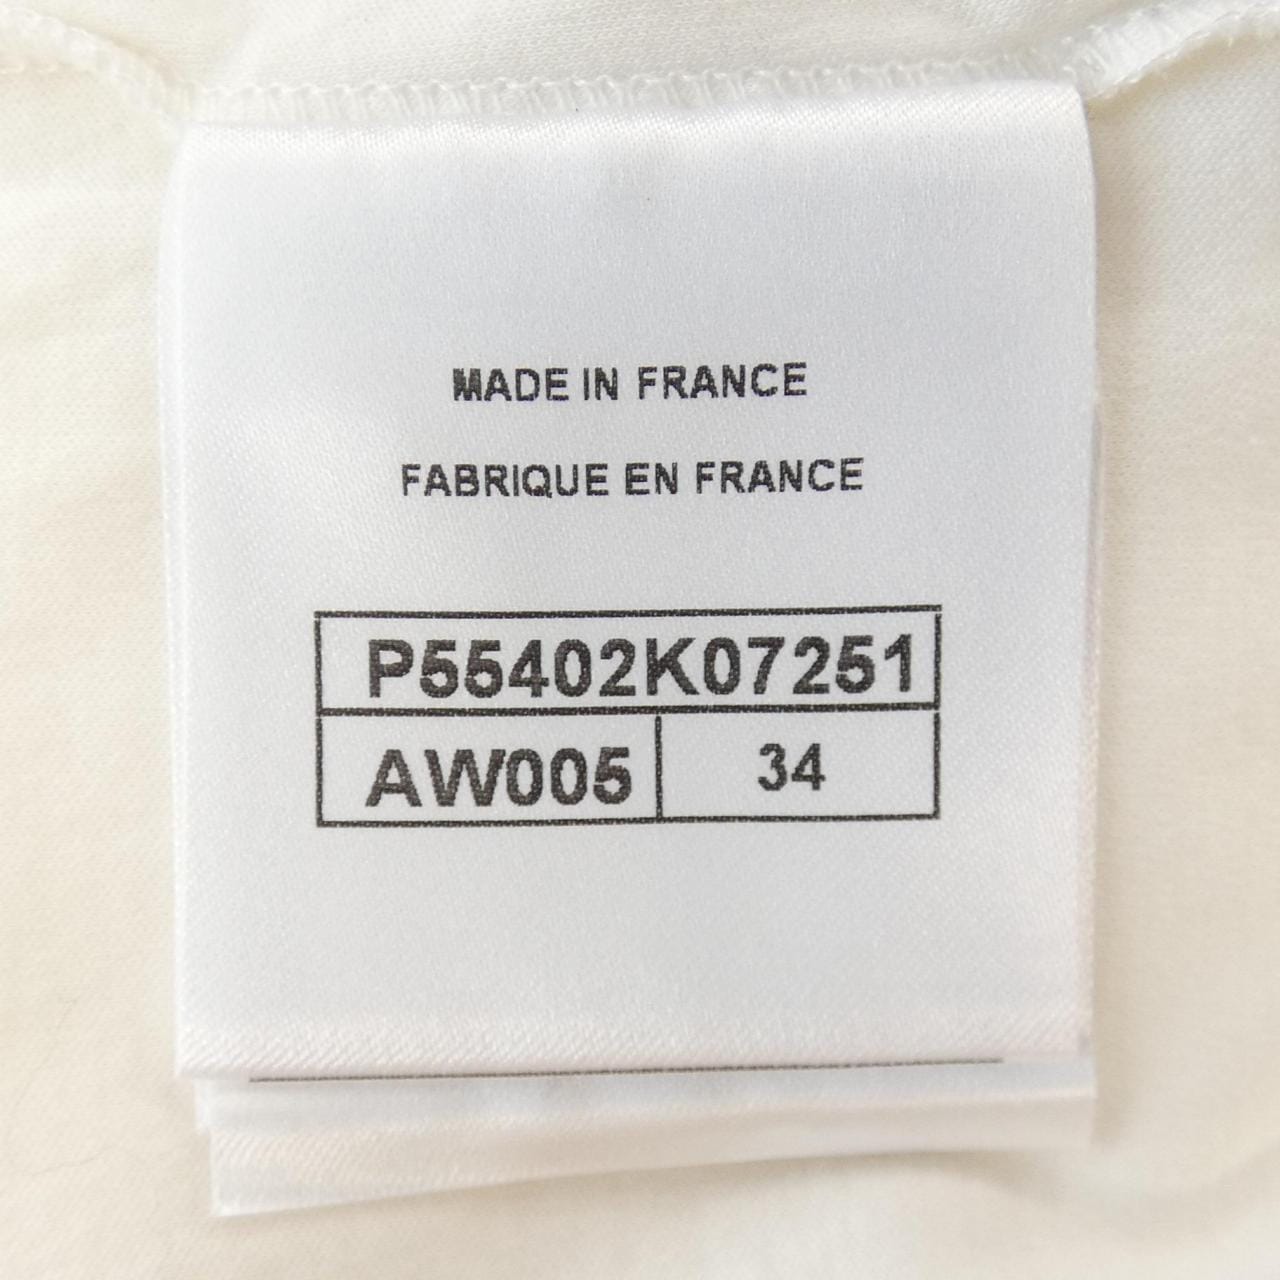 MADE IN FRANCE
FABRIQUE EN FRANCE
P55402K07251
AW005 34